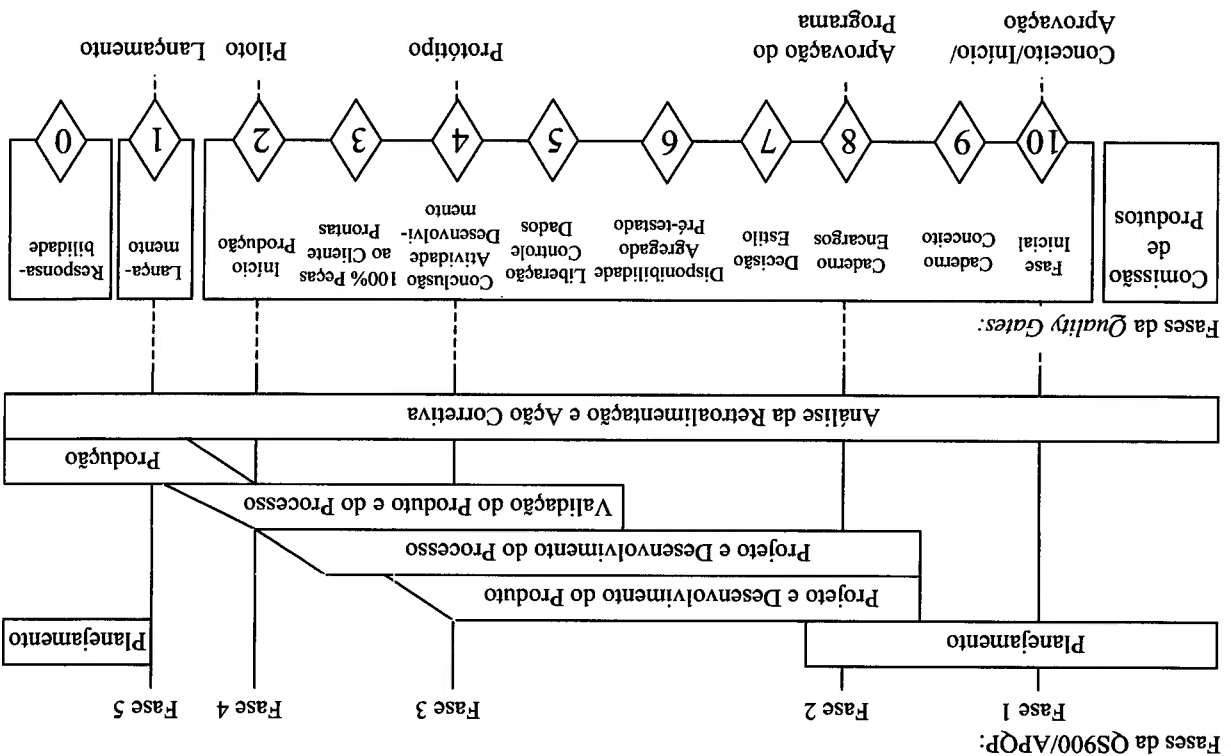 Fases da QS900/APQP:
Fase 1
Fase 2
Fase 3
Fase 4
Fase 5
Planejamento
Planejamento
Projeto e Desenvolvimento do Produto
Projeto e Desenvolvimento do Processo
Validação do Produto e do Processo
Produção
Análise da Retroalimentação e Ação Corretiva
Fases da Quality Gates:
Comissão
de
Produtos
Fase
Inicial
Caderno
Conceito
Caderno
Encargos
Decisão
Estilo
Disponibilidade
Agregado
Pré-testado
Liberação
Controle
Dados
Conclusão
Atividade
Desenvolvi-
mento
100% Peças
ao Cliente
Prontas
Início
Produção
Lança-
mento
Responsa-
bilidade
10
9
8
7
6
5
4
3
2
1
0
Conceito/Início/
Aprovação
Aprovação do
Programa
Protótipo
Piloto
Lançamento